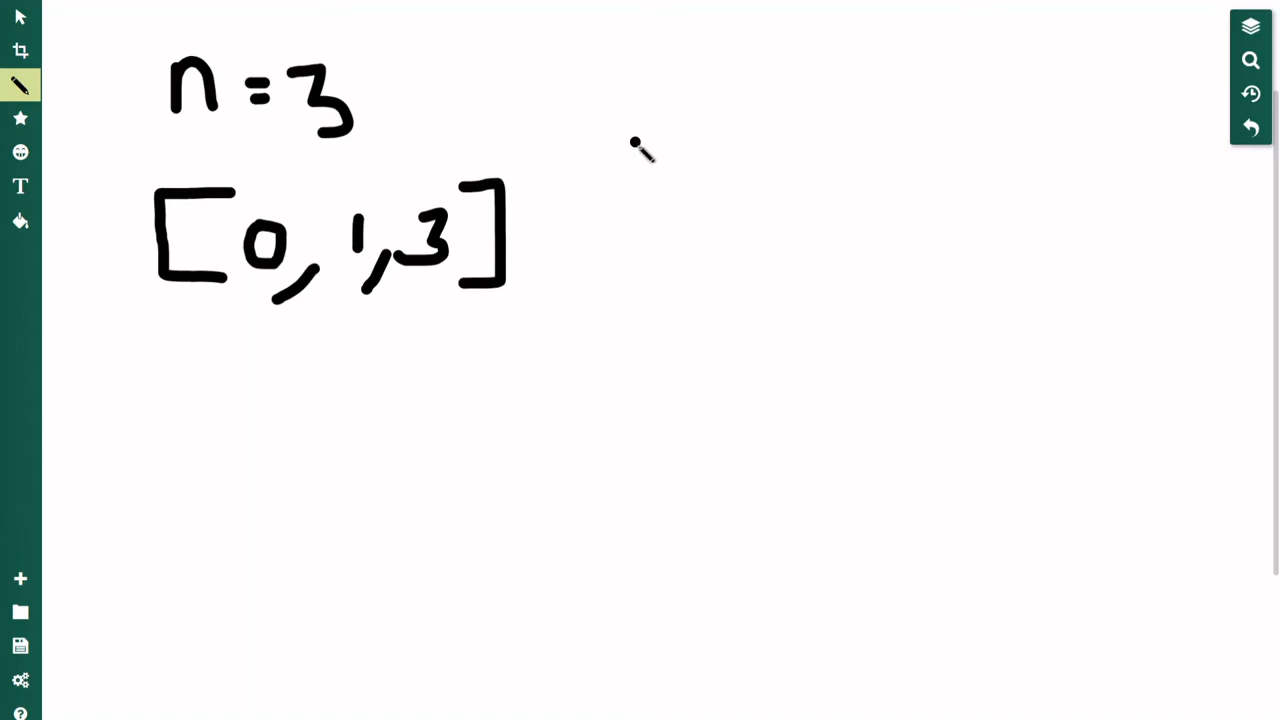 n = 3
[0, 1, 3]